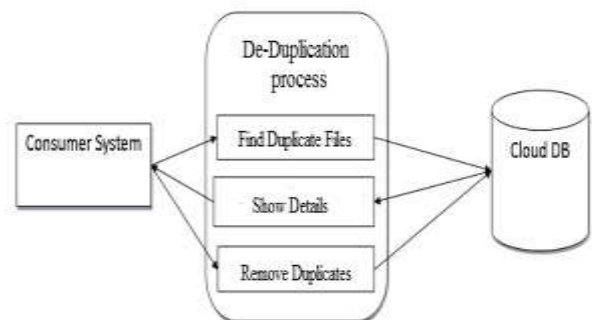 De-Duplication
process
Consumer System
Find Duplicate Files
Cloud DB
Show Details
Remove Duplicates